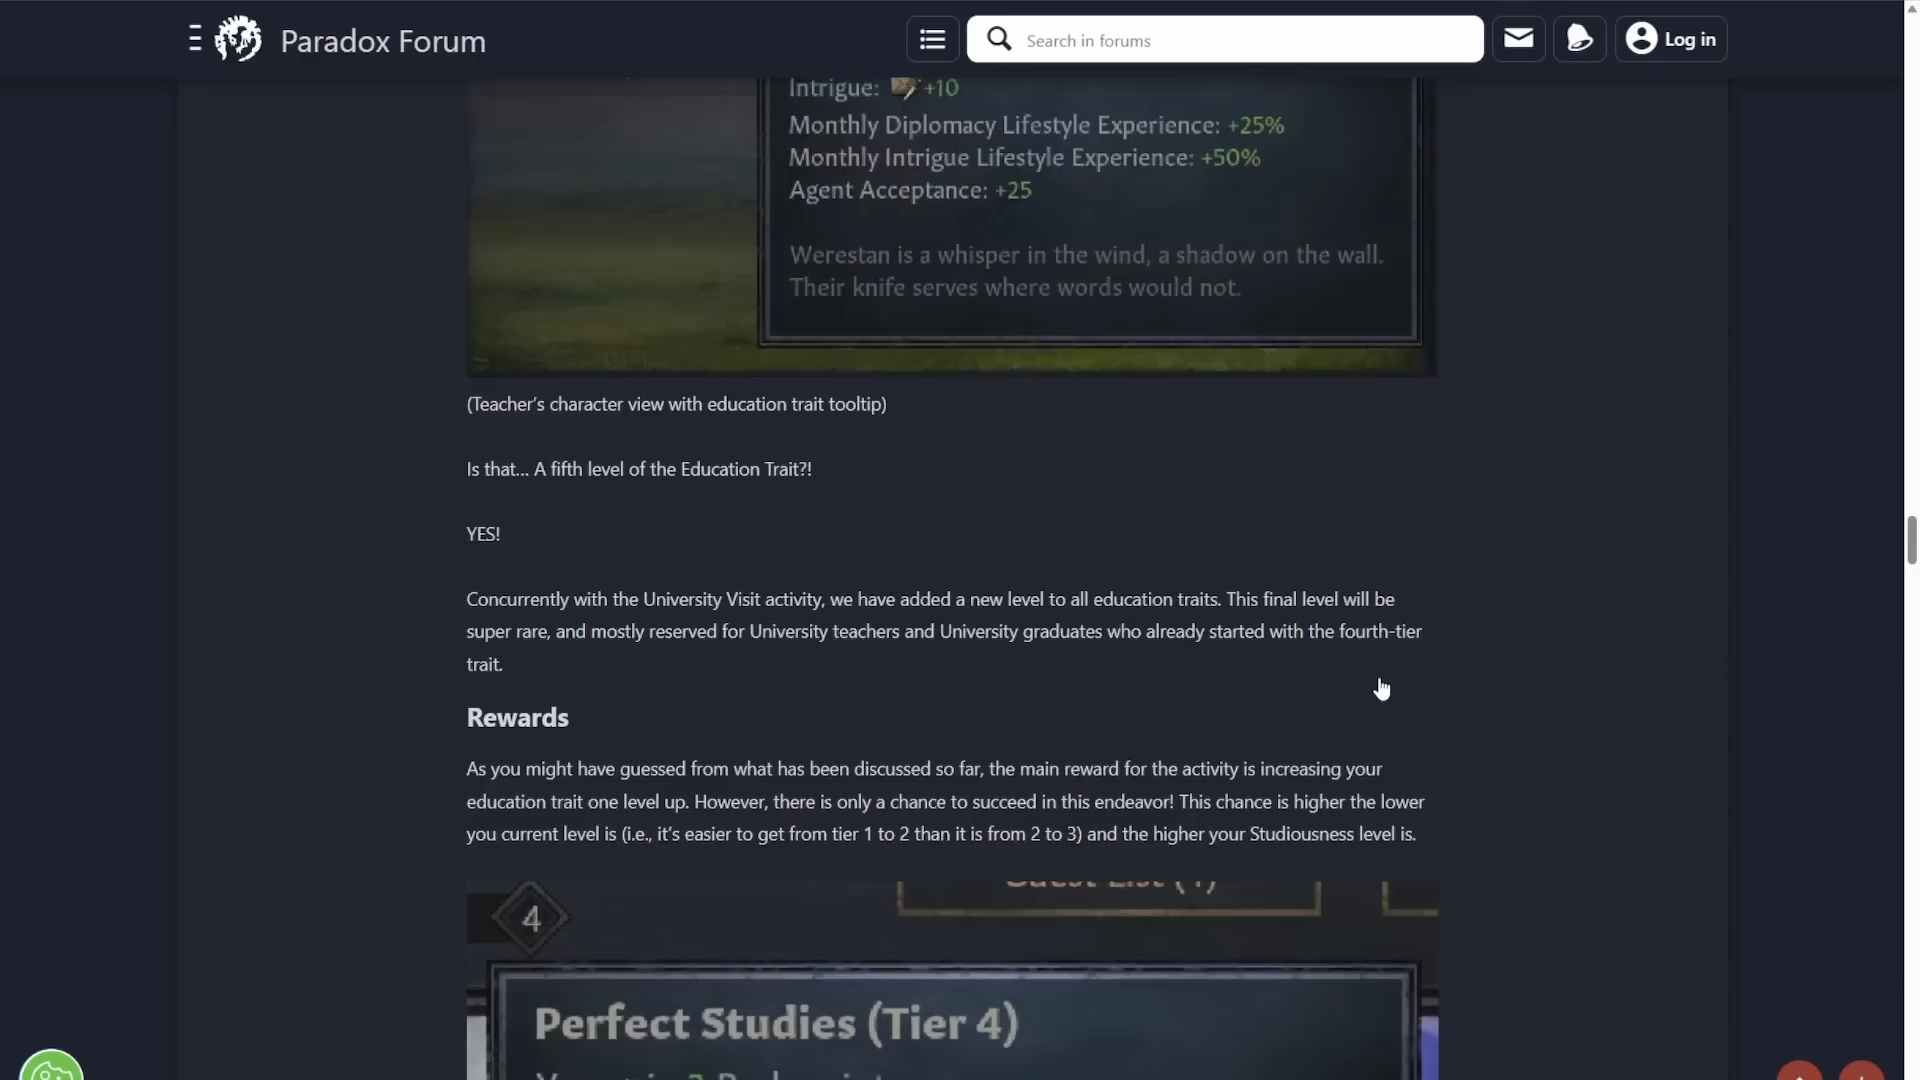 Paradox Forum
Search in forums
Log in
Intrigue: +10
Monthly Diplomacy Lifestyle Experience: +25%
Monthly Intrigue Lifestyle Experience: +50%
Agent Acceptance: +25
Werestan is a whisper in the wind, a shadow on the wall.
Their knife serves where words would not.
(Teacher’s character view with education trait tooltip)
Is that... A fifth level of the Education Trait?!
YES!
Concurrently with the University Visit activity, we have added a new level to all education traits. This final level will be
super rare, and mostly reserved for University teachers and University graduates who already started with the fourth-tier
trait.
Rewards
As you might have guessed from what has been discussed so far, the main reward for the activity is increasing your
education trait one level up. However, there is only a chance to succeed in this endeavor! This chance is higher the lower
you current level is (i.e., it’s easier to get from tier 1 to 2 than it is from 2 to 3) and the higher your Studiousness level is.
Guest List (4)
4
Perfect Studies (Tier 4)